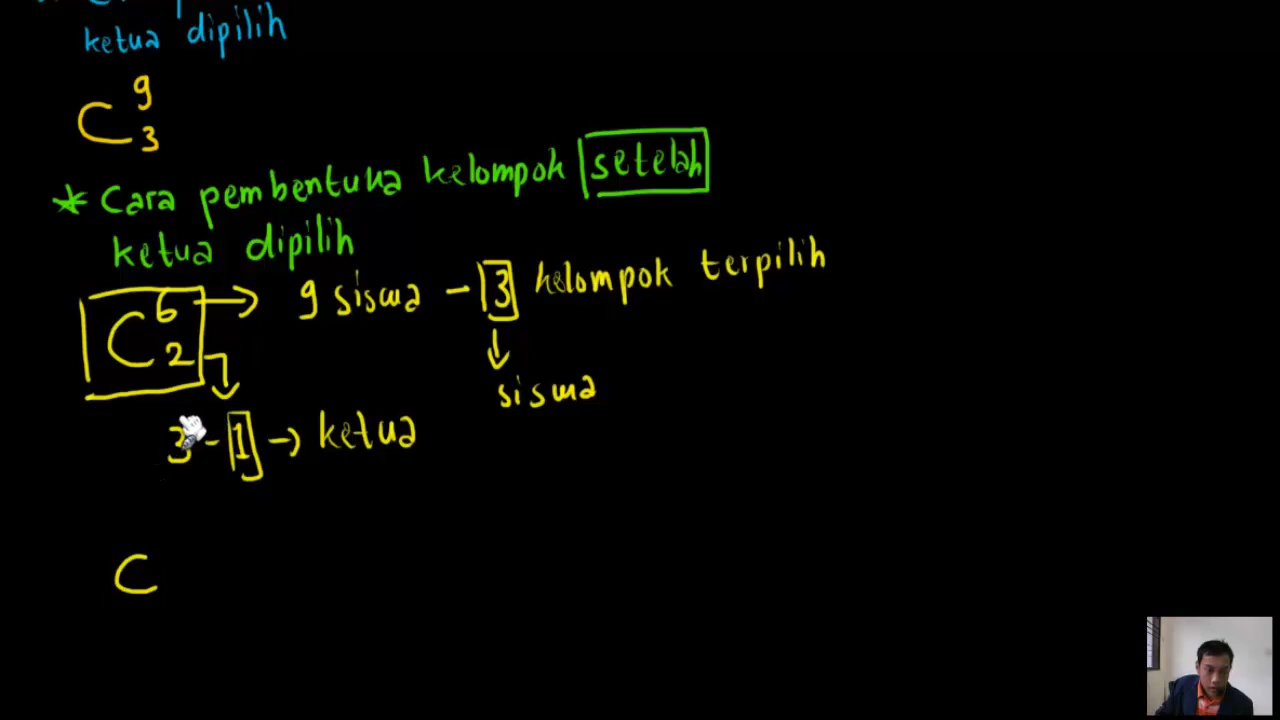 ketua dipilih
C 9 3
* Cara pembentuka kelompok setelah
ketua dipilih
C 6 2 → 9 siswa - 3 kelompok terpilih
↓
siswa
3 - 1 → ketua
C